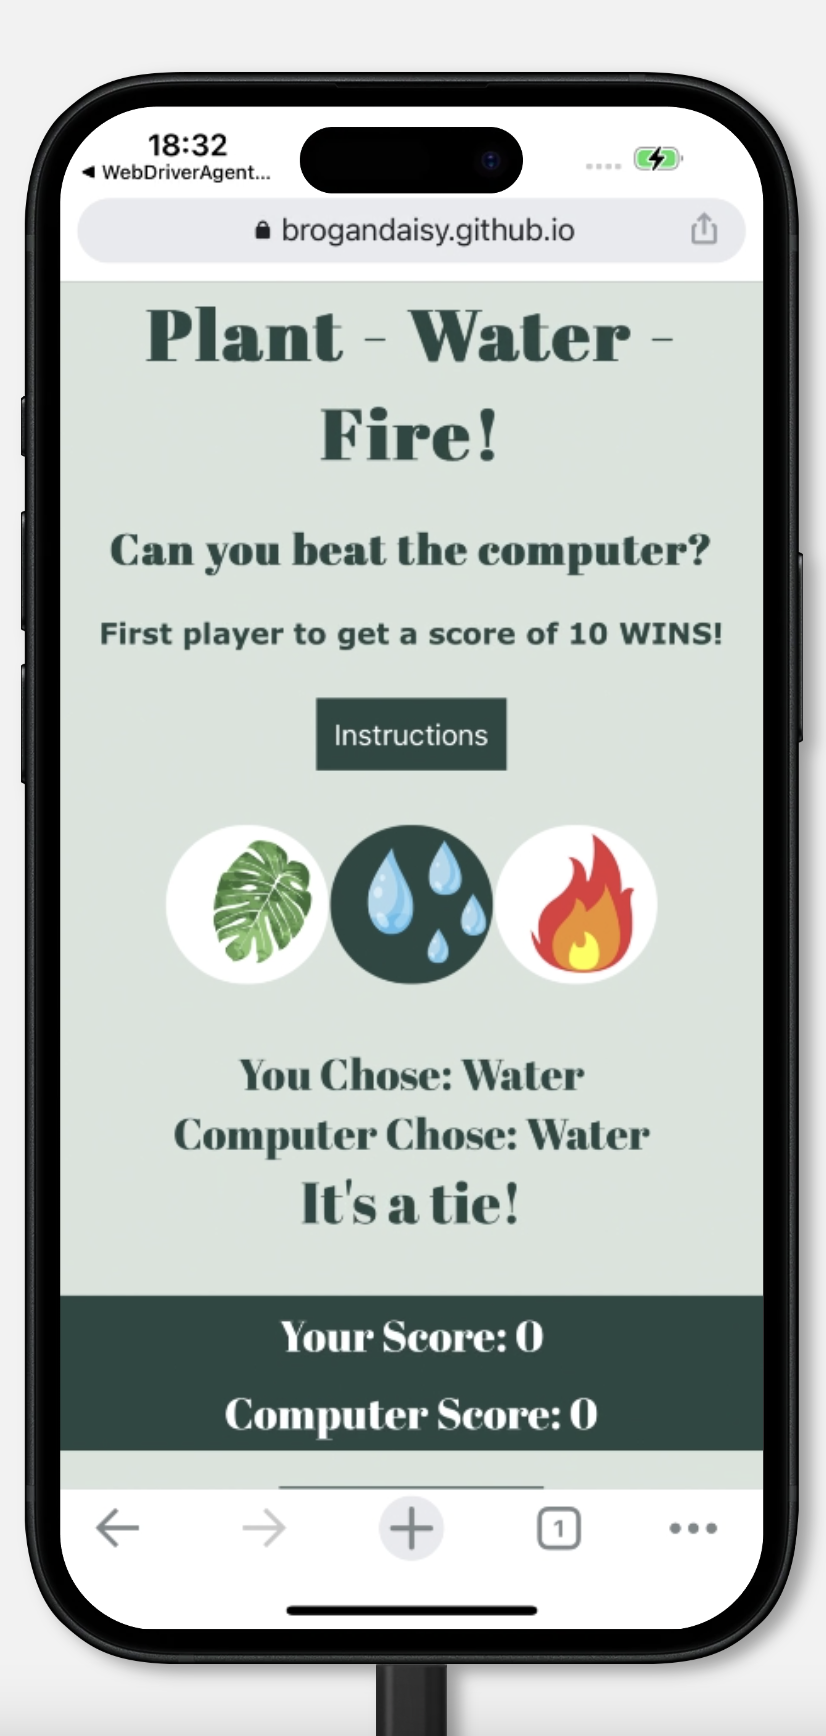 18:32
◀ WebDriverAgent...
brogandaisy.github.io
Plant - Water -
Fire!
Can you beat the computer?
First player to get a score of 10 WINS!
Instructions
You Chose: Water
Computer Chose: Water
It's a tie!
Your Score: 0
Computer Score: 0
1